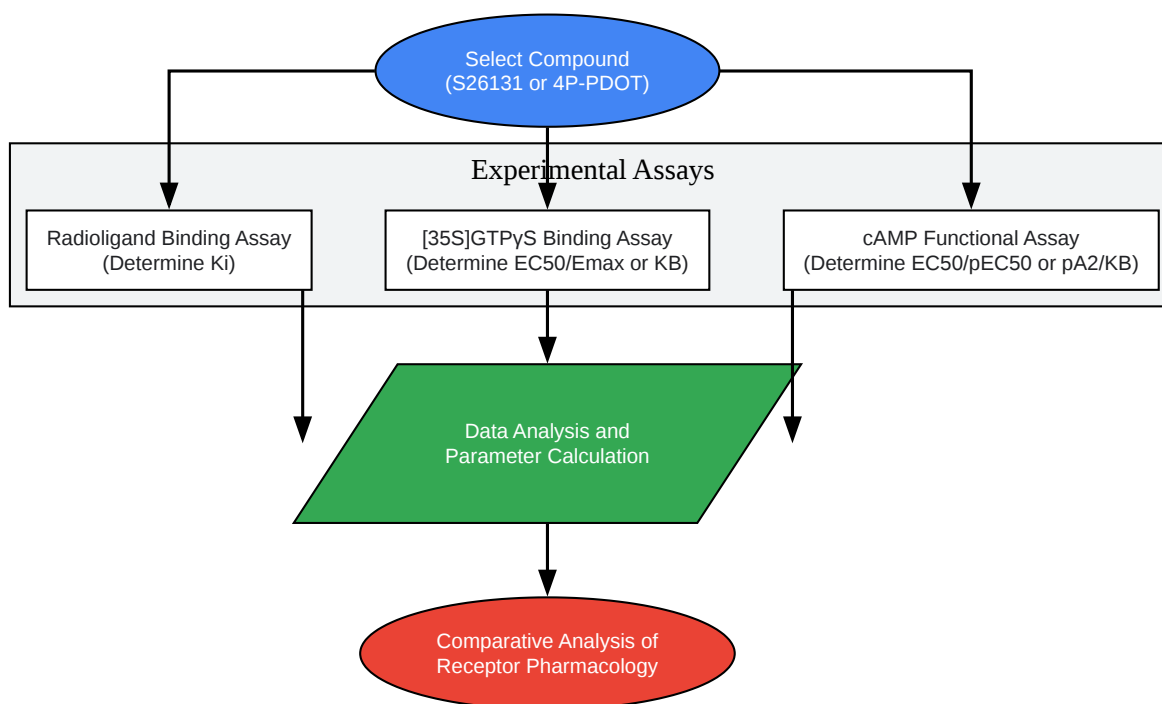 Select Compound
(S26131 or 4P-PDOT)
Experimental Assays
Radioligand Binding Assay
(Determine Ki)
[35S]GTPγS Binding Assay
(Determine EC50/Emax or KB)
cAMP Functional Assay
(Determine EC50/pEC50 or pA2/KB)
Data Analysis and
Parameter Calculation
Comparative Analysis of
Receptor Pharmacology